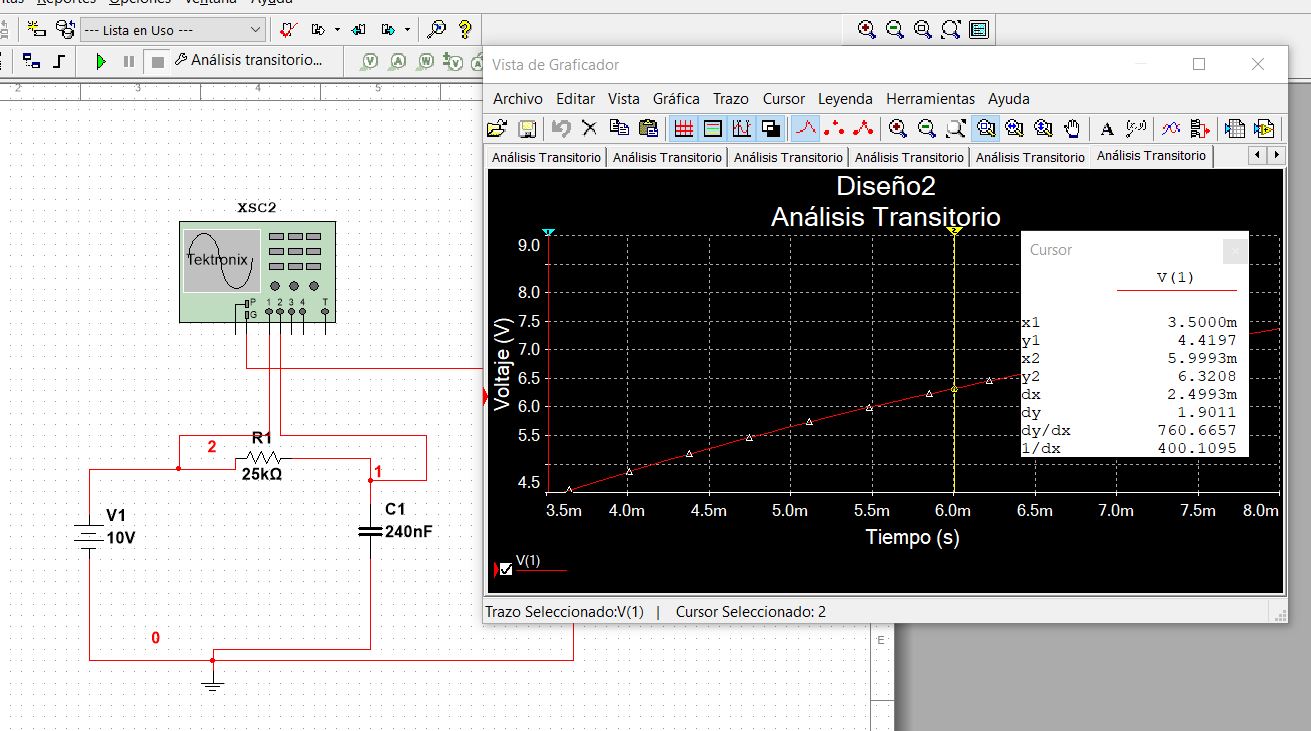 Reportes Opciones Ventana Ayuda
--- Lista en Uso ---
Análisis transitorio...
2 3 4 5
Vista de Graficador
Archivo Editar Vista Gráfica Trazo Cursor Leyenda Herramientas Ayuda
Análisis Transitorio Análisis Transitorio Análisis Transitorio Análisis Transitorio Análisis Transitorio Análisis Transitorio
Diseño2
Análisis Transitorio
Voltaje (V)
9.0
8.0
7.5
7.0
6.5
6.0
5.5
4.5
3.5m 4.0m 4.5m 5.0m 5.5m 6.0m 6.5m 7.0m 7.5m 8.0m
Tiempo (s)
V(1)
Cursor
V(1)
x1 3.5000m
y1 4.4197
x2 5.9993m
y2 6.3208
dx 2.4993m
dy 1.9011
dy/dx 760.6657
1/dx 400.1095
Trazo Seleccionado:V(1) | Cursor Seleccionado: 2
XSC2
Tektronix
P
G
1 2 3 4 T
R1
25kΩ
2
1
V1
10V
C1
240nF
0
E